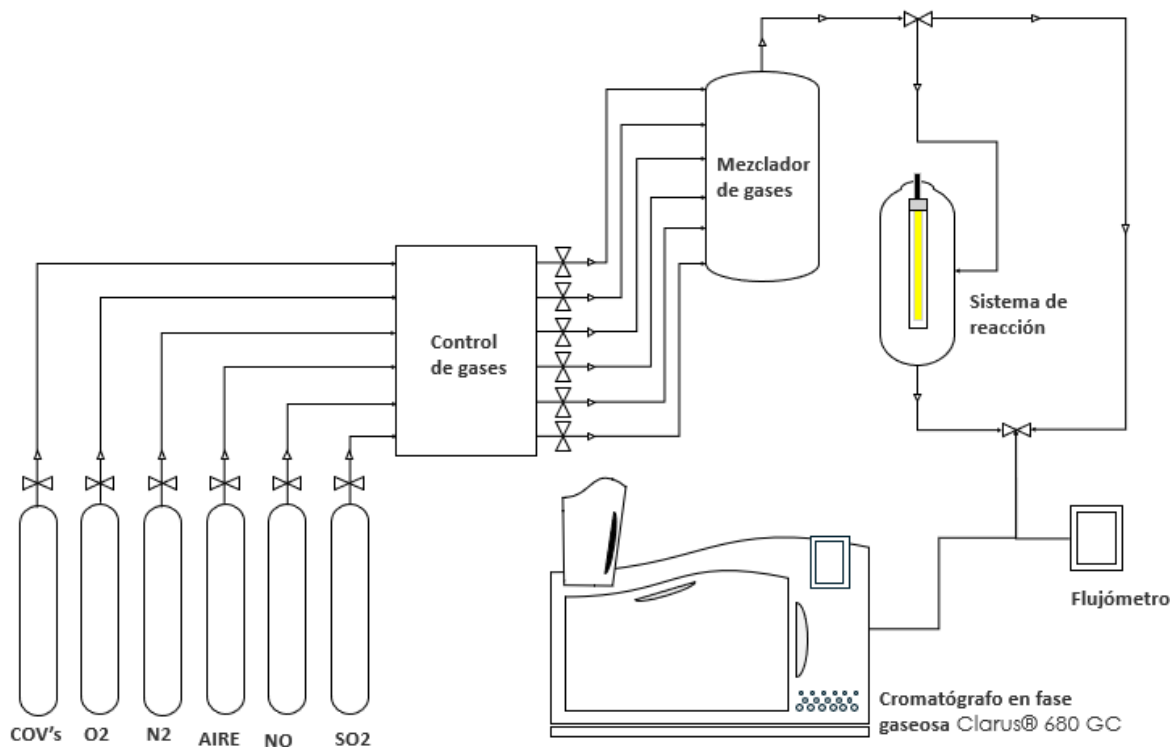 Mezclador
de gases
Sistema de
reacción
Control
de gases
Flujómetro
COV's
O2
N2
AIRE
NO
SO2
Cromatógrafo en fase
gaseosa Clarus® 680 GC